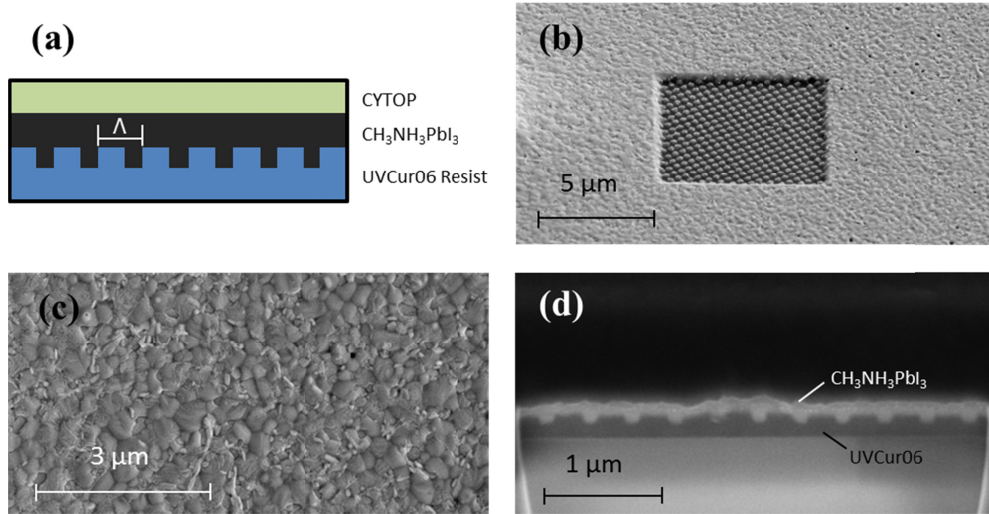 (a)
CYTOP
Λ
CH₃NH₃PbI₃
UVCur06 Resist
(b)
5 μm
(c)
3 μm
(d)
CH₃NH₃PbI₃
UVCur06
1 μm